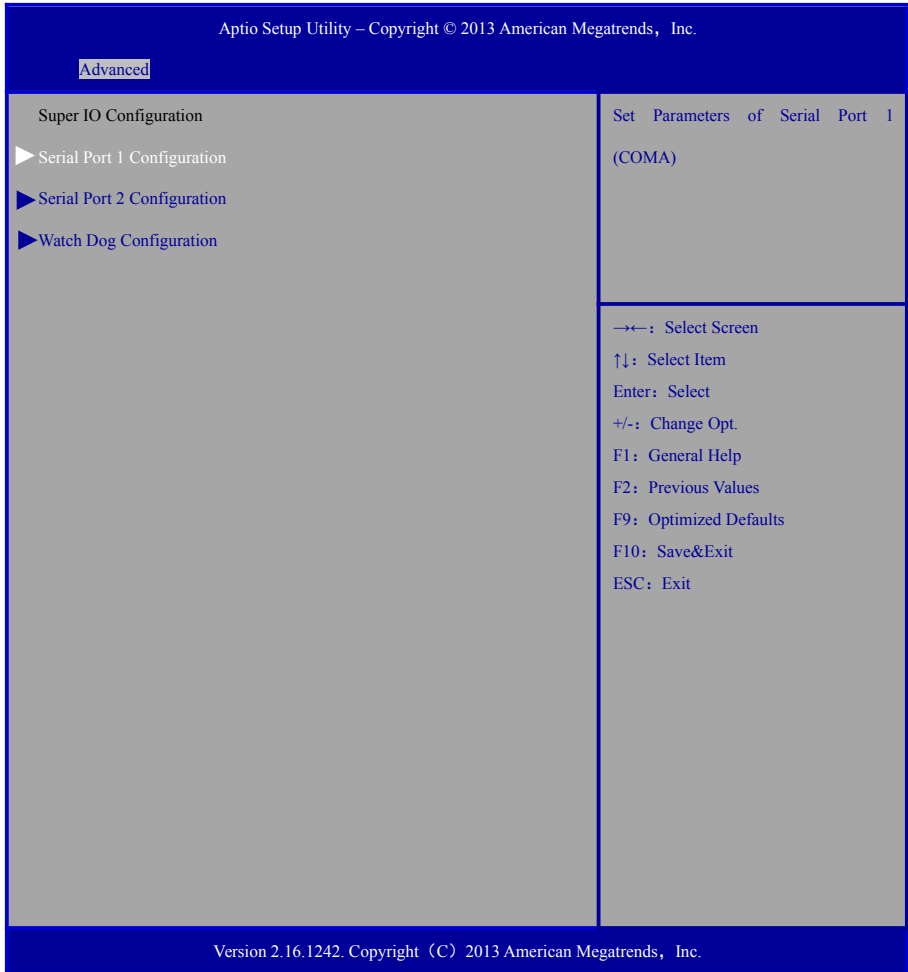 Aptio Setup Utility – Copyright © 2013 American Megatrends，Inc.
Advanced
Super IO Configuration
Serial Port 1 Configuration
Serial Port 2 Configuration
Watch Dog Configuration
Set Parameters of Serial Port 1
(COMA)
→←：Select Screen
↑↓：Select Item
Enter：Select
+/-：Change Opt.
F1：General Help
F2：Previous Values
F9：Optimized Defaults
F10：Save&Exit
ESC：Exit
Version 2.16.1242. Copyright（C）2013 American Megatrends，Inc.